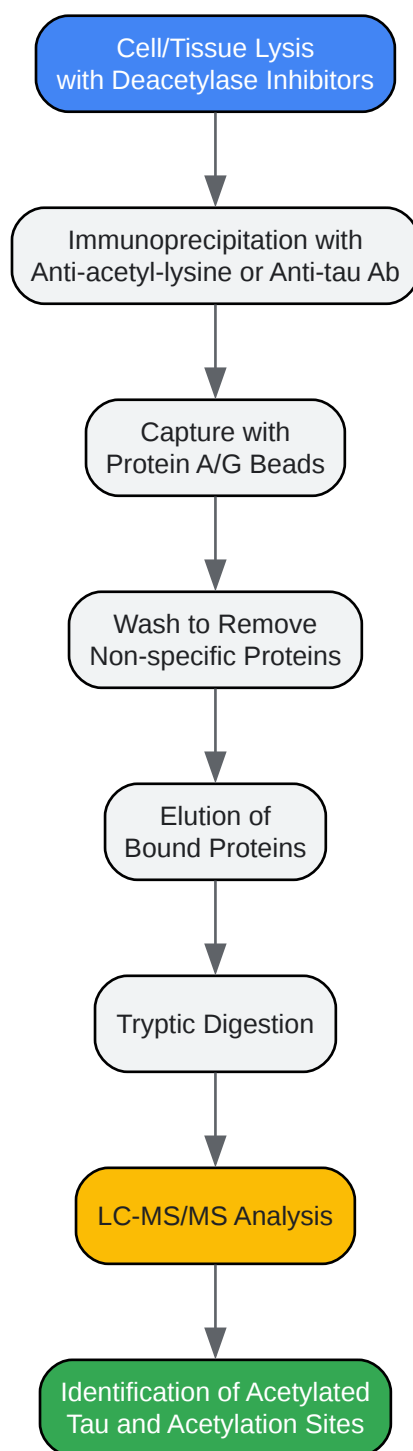 Cell/Tissue Lysis
with Deacetylase Inhibitors
Immunoprecipitation with
Anti-acetyl-lysine or Anti-tau Ab
Capture with
Protein A/G Beads
Wash to Remove
Non-specific Proteins
Elution of
Bound Proteins
Tryptic Digestion
LC-MS/MS Analysis
Identification of Acetylated
Tau and Acetylation Sites